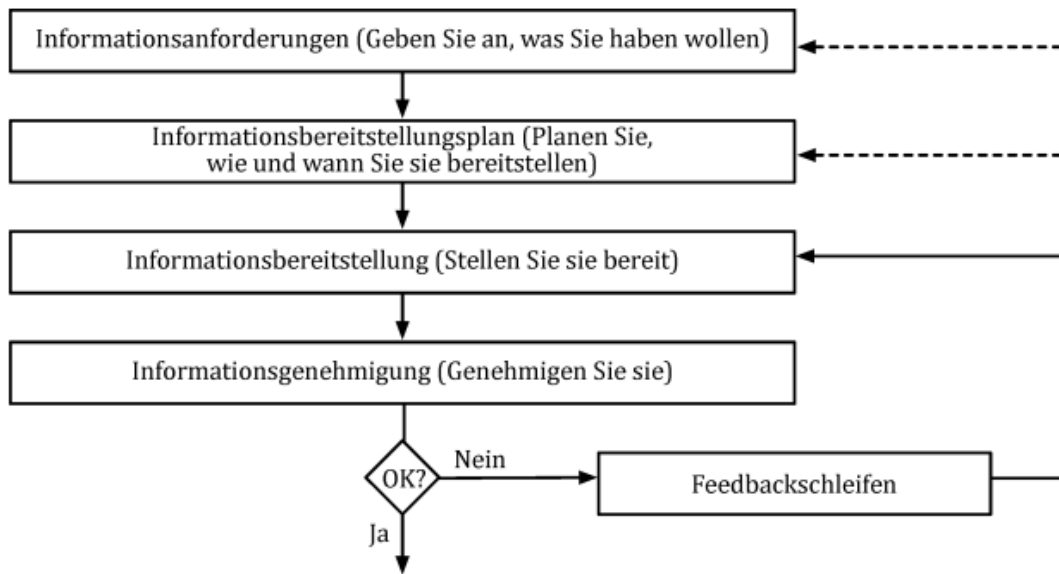 Informationsanforderungen (Geben Sie an, was Sie haben wollen)
Informationsbereitstellungsplan (Planen Sie,
wie und wann Sie sie bereitstellen)
Informationsbereitstellung (Stellen Sie sie bereit)
Informationsgenehmigung (Genehmigen Sie sie)
OK?
Nein
Feedbackschleifen
Ja